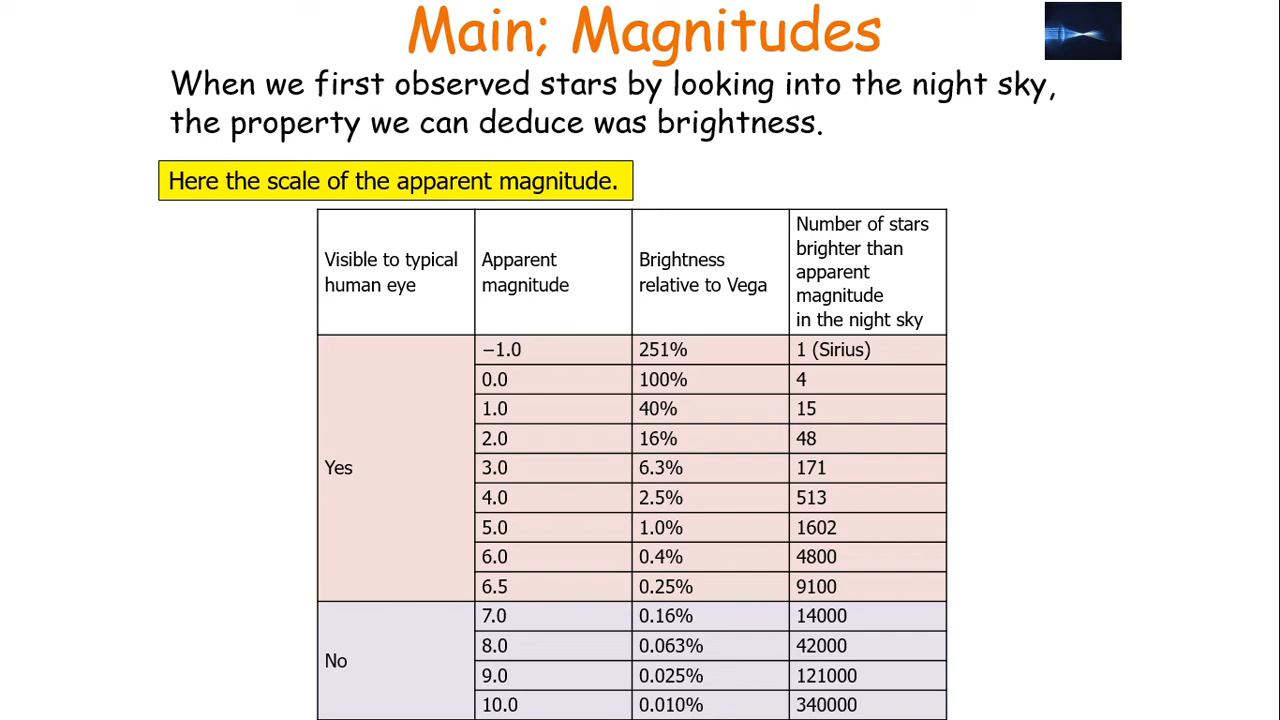 Main; Magnitudes
When we first observed stars by looking into the night sky,
the property we can deduce was brightness.
Here the scale of the apparent magnitude.
Visible to typical
human eye
Apparent
magnitude
Brightness
relative to Vega
Number of stars
brighter than
apparent
magnitude
in the night sky
Yes
−1.0 251% 1 (Sirius)
0.0 100% 4
1.0 40% 15
2.0 16% 48
3.0 6.3% 171
4.0 2.5% 513
5.0 1.0% 1602
6.0 0.4% 4800
6.5 0.25% 9100
No
7.0 0.16% 14000
8.0 0.063% 42000
9.0 0.025% 121000
10.0 0.010% 340000